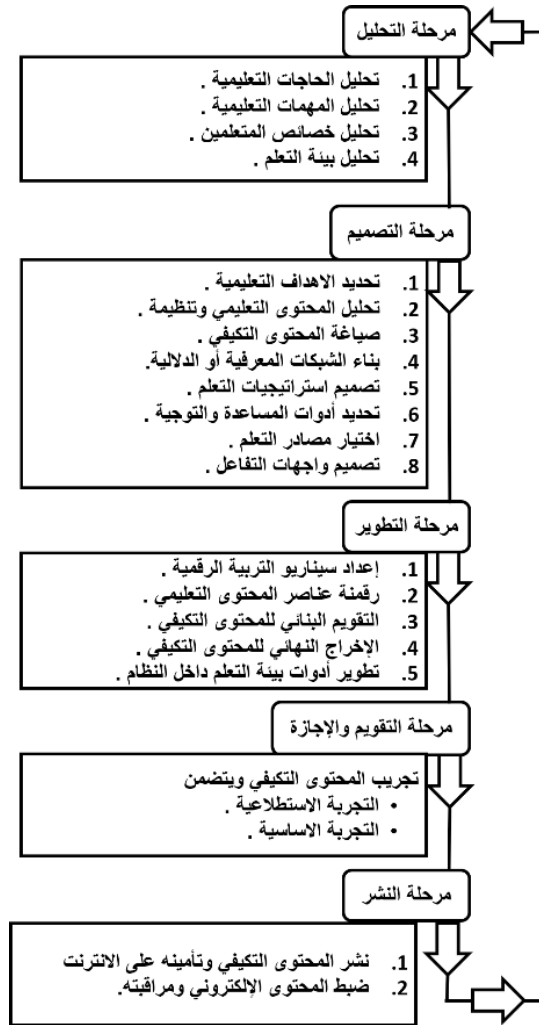 مرحلة التحليل
1. تحليل الحاجات التعليمية .
2. تحليل المهمات التعليمية .
3. تحليل خصائص المتعلمين .
4. تحليل بيئة التعلم .
مرحلة التصميم
1. تحديد الاهداف التعليمية .
2. تحليل المحتوى التعليمي وتنظيمة .
3. صياغة المحتوى التكيفي .
4. بناء الشبكات المعرفية أو الدلالية.
5. تصميم استراتيجيات التعلم .
6. تحديد أدوات المساعدة والتوجية .
7. اختيار مصادر التعلم .
8. تصميم واجهات التفاعل .
مرحلة التطوير
1. إعداد سيناريو التربية الرقمية .
2. رقمنة عناصر المحتوى التعليمي .
3. التقويم البنائي للمحتوى التكيفي .
4. الإخراج النهائي للمحتوى التكيفي .
5. تطوير أدوات بيئة التعلم داخل النظام .
مرحلة التقويم والإجازة
تجريب المحتوى التكيفي ويتضمن
• التجربة الاستطلاعية .
• التجربة الاساسية .
مرحلة النشر
1. نشر المحتوى التكيفي وتأمينه على الانترنت
2. ضبط المحتوى الإلكتروني ومراقبته.